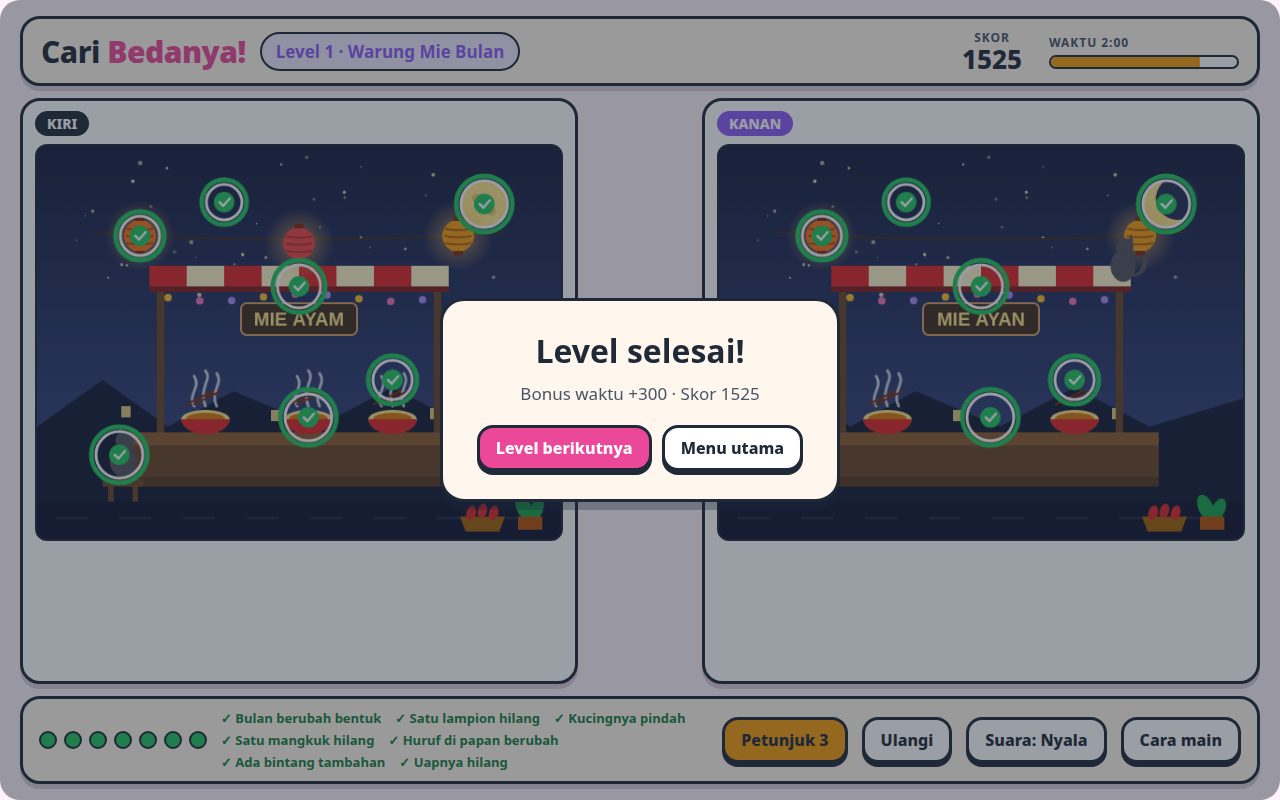 Cari Bedanya!
Level 1 · Warung Mie Bulan
SKOR
1525
WAKTU 2:00
KIRI
KANAN
MIE AYAM
MIE AYAN
Level selesai!
Bonus waktu +300 · Skor 1525
Level berikutnya
Menu utama
✓ Bulan berubah bentuk ✓ Satu lampion hilang ✓ Kucingnya pindah
✓ Satu mangkuk hilang ✓ Huruf di papan berubah
✓ Ada bintang tambahan ✓ Uapnya hilang
Petunjuk 3
Ulangi
Suara: Nyala
Cara main